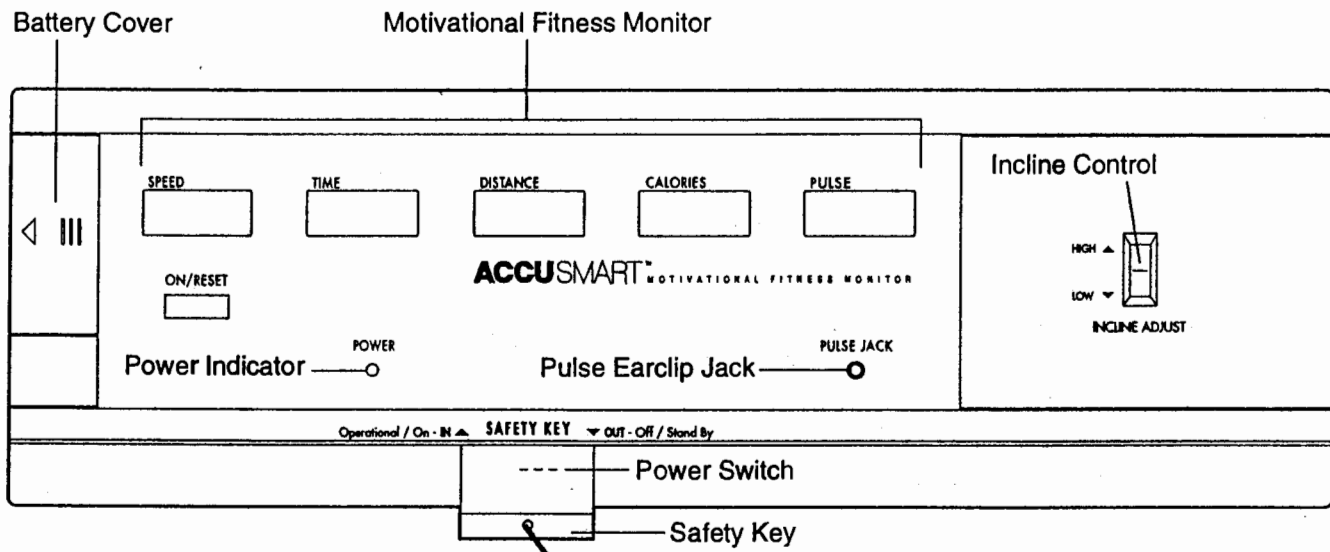 Battery Cover
Motivational Fitness Monitor
SPEED
TIME
DISTANCE
CALORIES
PULSE
Incline Control
ACCUSMART™ MOTIVATIONAL FITNESS MONITOR
HIGH ▲
LOW ▼
INCLINE ADJUST
ON/RESET
POWER
Power Indicator
PULSE JACK
Pulse Earclip Jack
Operational / On - IN ▲ SAFETY KEY ▼ OUT - Off / Stand By
Power Switch
Safety Key